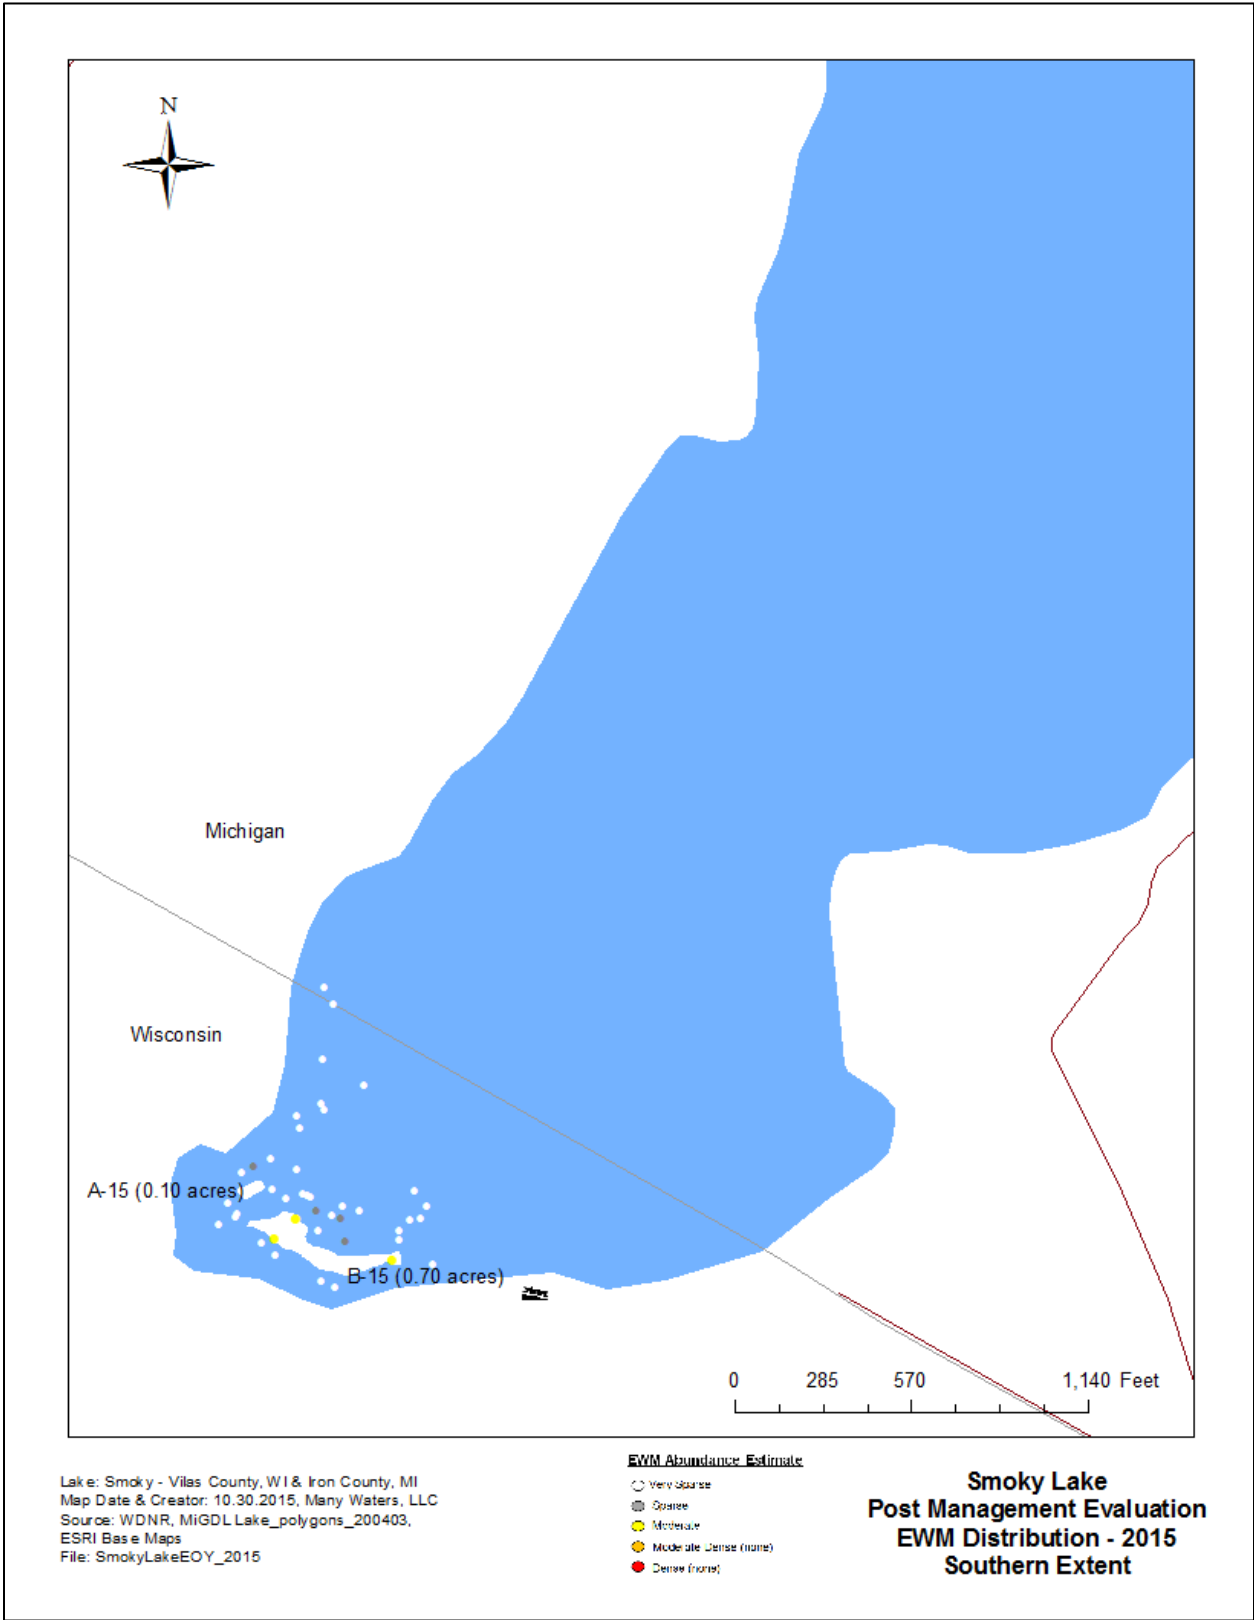 N
Michigan
Wisconsin
A-15 (0.10 acres)
B-15 (0.70 acres)
0 285 570 1,140 Feet
EWM Abundance Estimate
Very Sparse
Sparse
Moderate
Moderate Dense (none)
Dense (none)
Lake: Smoky - Vilas County, WI & Iron County, MI
Map Date & Creator: 10.30.2015, Many Waters, LLC
Source: WDNR, MiGDL Lake_polygons_200403,
ESRI Base Maps
File: SmokyLakeEOY_2015
Smoky Lake
Post Management Evaluation
EWM Distribution - 2015
Southern Extent